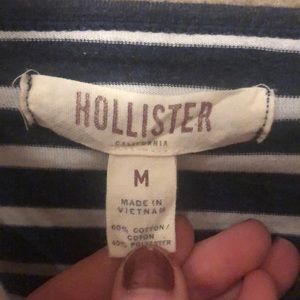 HOLLISTER
CALIFORNIA
M
MADE IN
VIETNAM
60% COTTON/
COTON
40% POLYESTER